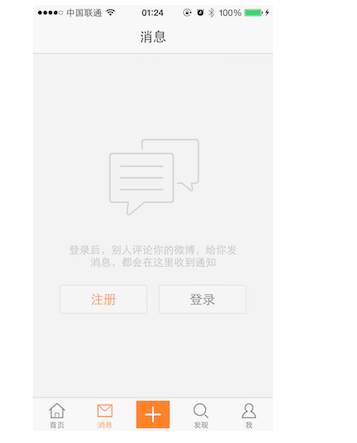 中国联通 01:24 100%
消息
登录后，别人评论你的微博，给你发
消息，都会在这里收到通知
注册 登录
首页 消息 发现 我